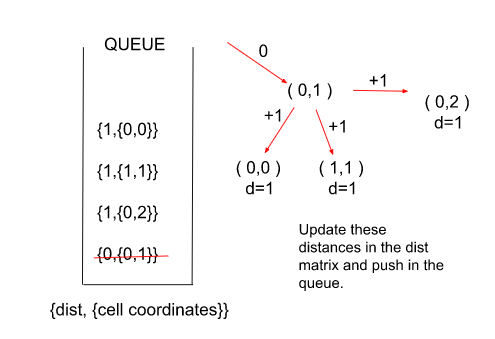 QUEUE
{1,{0,0}}
{1,{1,1}}
{1,{0,2}}
{0,{0,1}}
{dist, {cell coordinates}}
0
( 0,1 )
+1
( 0,2 )
d=1
+1
+1
( 0,0 )
d=1
( 1,1 )
d=1
Update these
distances in the dist
matrix and push in the
queue.